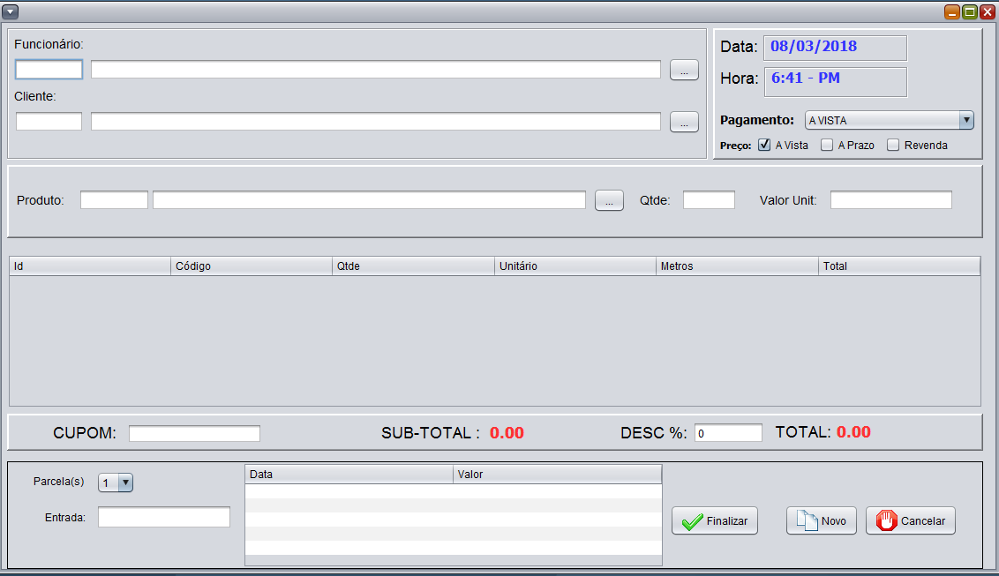 Funcionário:
...
Cliente:
...
Data: 08/03/2018
Hora: 6:41 - PM
Pagamento: A VISTA
Preço: A Vista A Prazo Revenda
Produto: ... Qtde: Valor Unit:
Id Código Qtde Unitário Metros Total
CUPOM: SUB-TOTAL : 0.00 DESC %: 0 TOTAL: 0.00
Parcela(s) 1
Entrada:
Data Valor
Finalizar Novo Cancelar